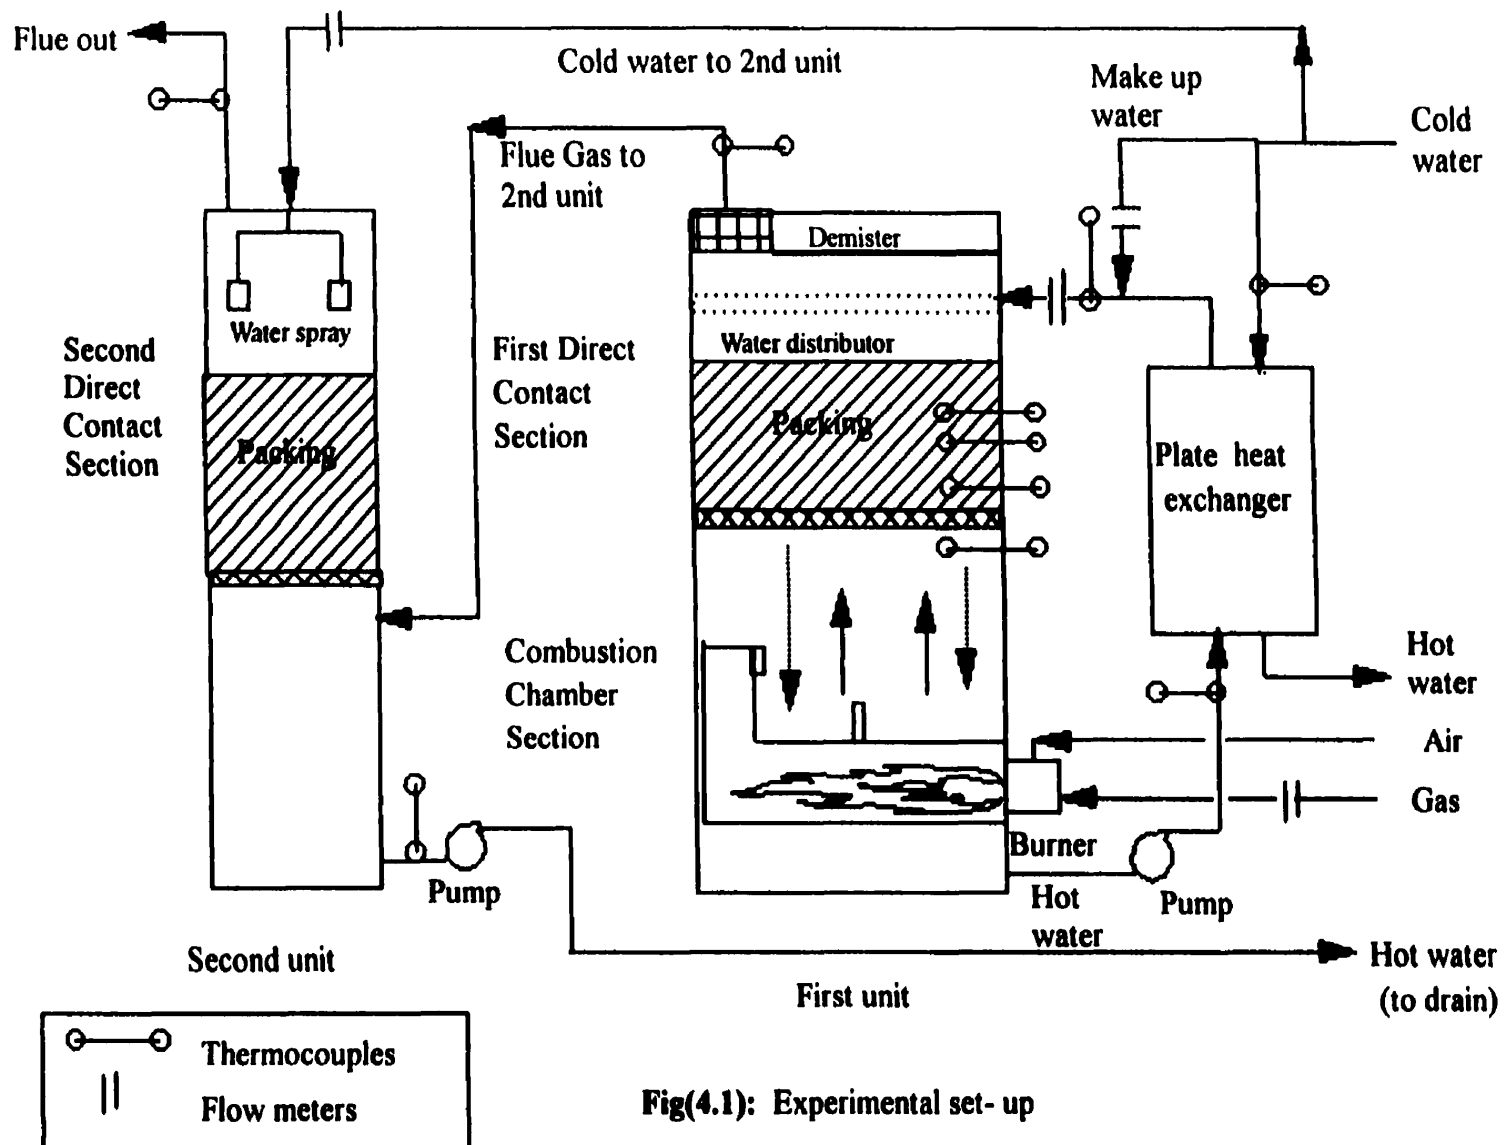 Flue out
Cold water to 2nd unit
Make up
water
Cold
water
Flue Gas to
2nd unit
Demister
Water spray
Water distributor
Second
Direct
Contact
Section
First Direct
Contact
Section
Packing
Packing
Plate heat
exchanger
Combustion
Chamber
Section
Hot
water
Air
Gas
Burner
Pump
Hot
water
Pump
Second unit
First unit
Hot water
(to drain)
Thermocouples
Flow meters
Fig(4.1): Experimental set- up